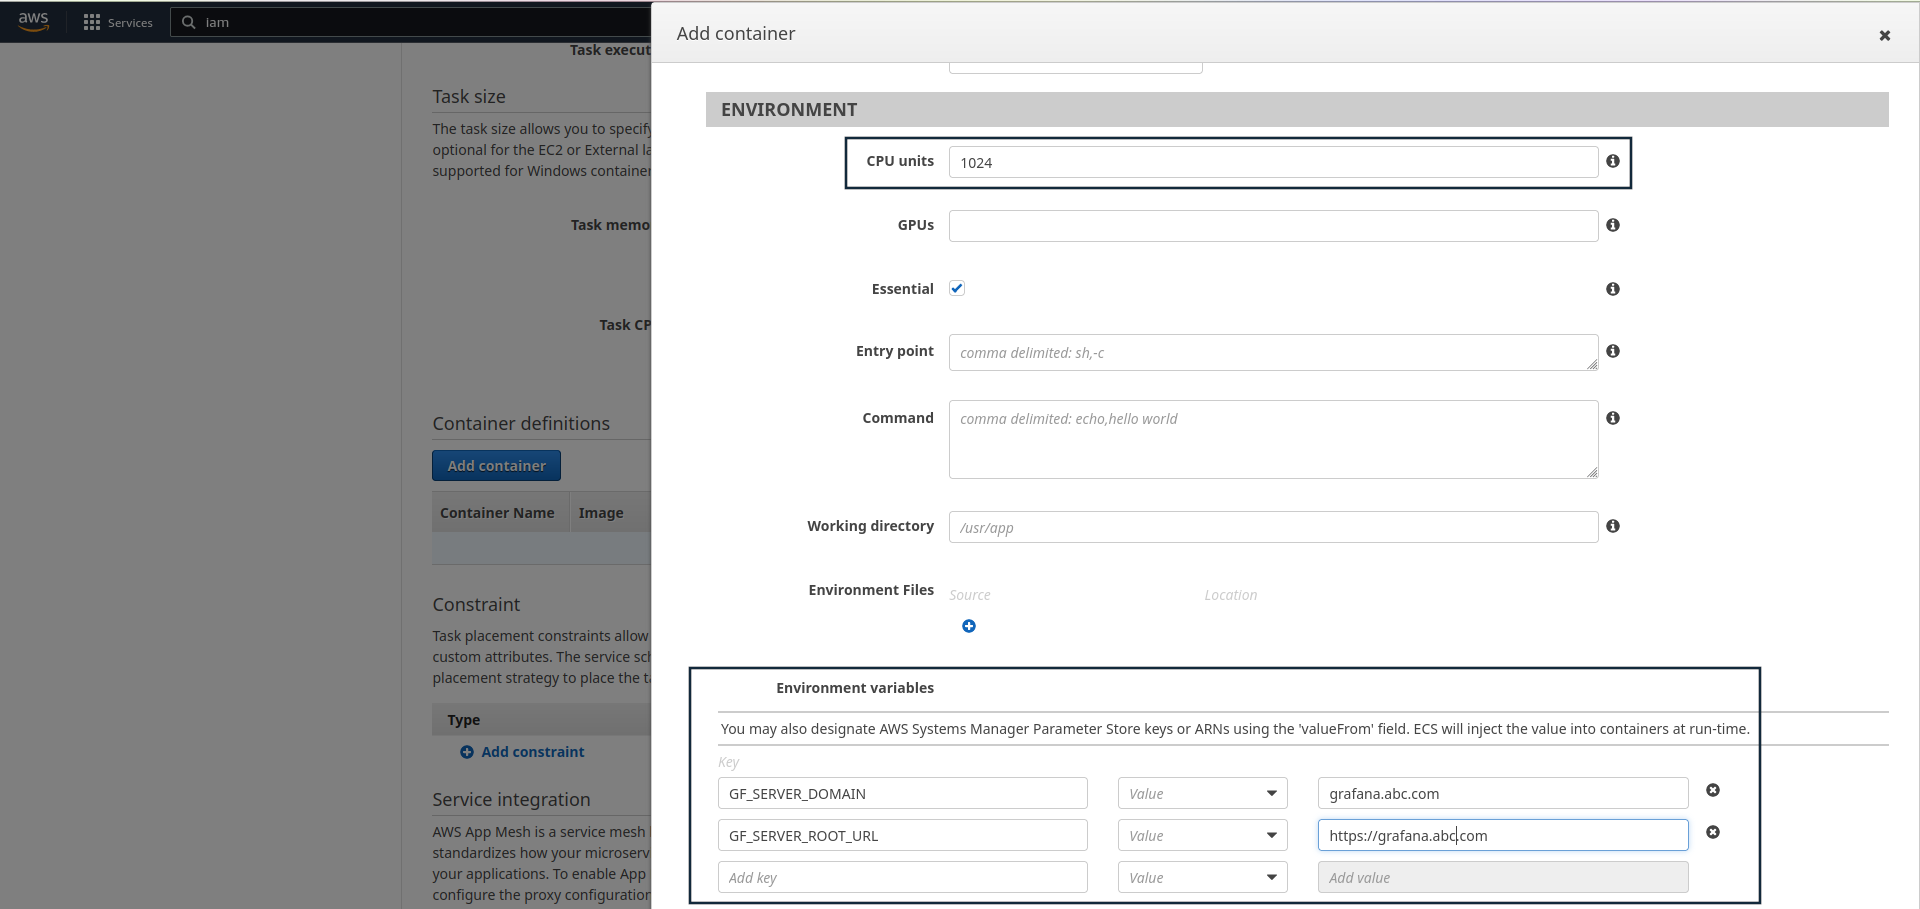 aws
Services
iam
Task execut
Task size
The task size allows you to specify
optional for the EC2 or External la
supported for Windows container
Task memo
Task CP
Container definitions
Add container
Container Name
Image
Constraint
Task placement constraints allow
custom attributes. The service sch
placement strategy to place the ta
Type
Add constraint
Service integration
AWS App Mesh is a service mesh
standardizes how your microserv
your applications. To enable App
configure the proxy configuration
Add container
ENVIRONMENT
CPU units
1024
GPUs
Essential
Entry point
comma delimited: sh,-c
Command
comma delimited: echo,hello world
Working directory
/usr/app
Environment Files
Source
Location
Environment variables
You may also designate AWS Systems Manager Parameter Store keys or ARNs using the 'valueFrom' field. ECS will inject the value into containers at run-time.
Key
GF_SERVER_DOMAIN
Value
grafana.abc.com
GF_SERVER_ROOT_URL
Value
https://grafana.abc.com
Add key
Value
Add value